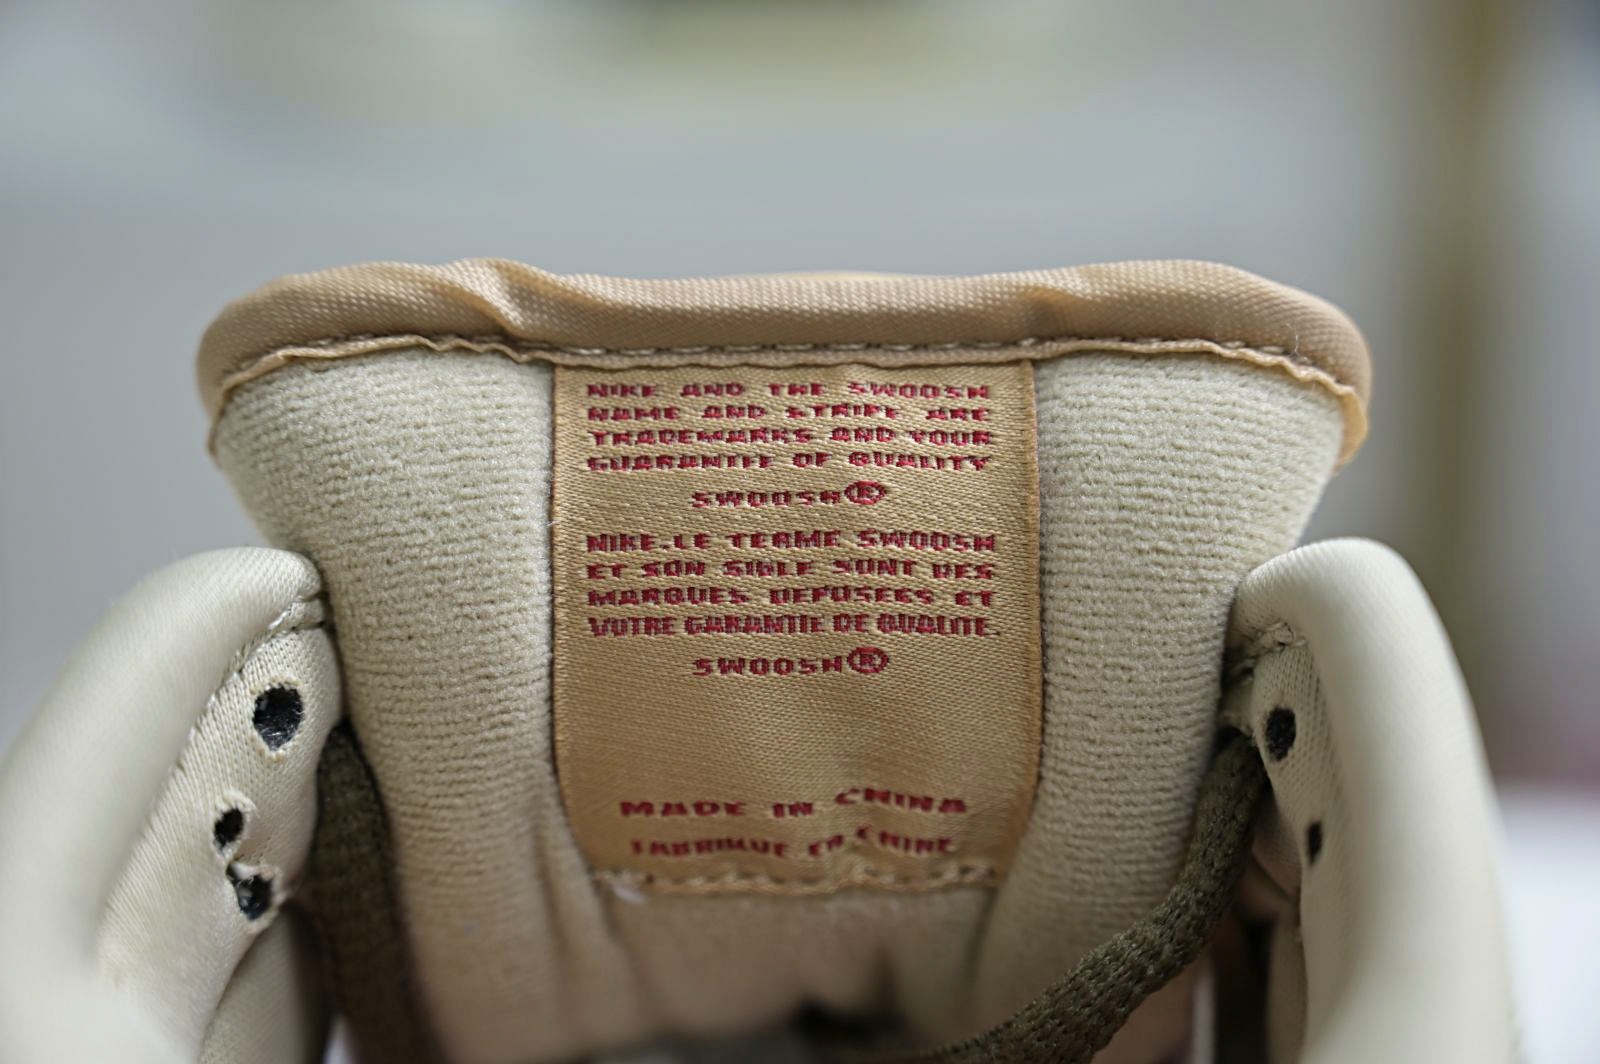 NIKE AND THE SWOOSH
NAME AND STRIPE ARE
TRADEMARKS AND YOUR
GUARANTEE OF QUALITY
SWOOSH®
NIKE.LE TERME SWOOSH
ET SON SIGLE SONT DES
MARQUES DEPOSEES ET
VOTRE GARANTIE DE QUALITE.
SWOOSH®
MADE IN CHINA
FABRIQUE EN CHINE